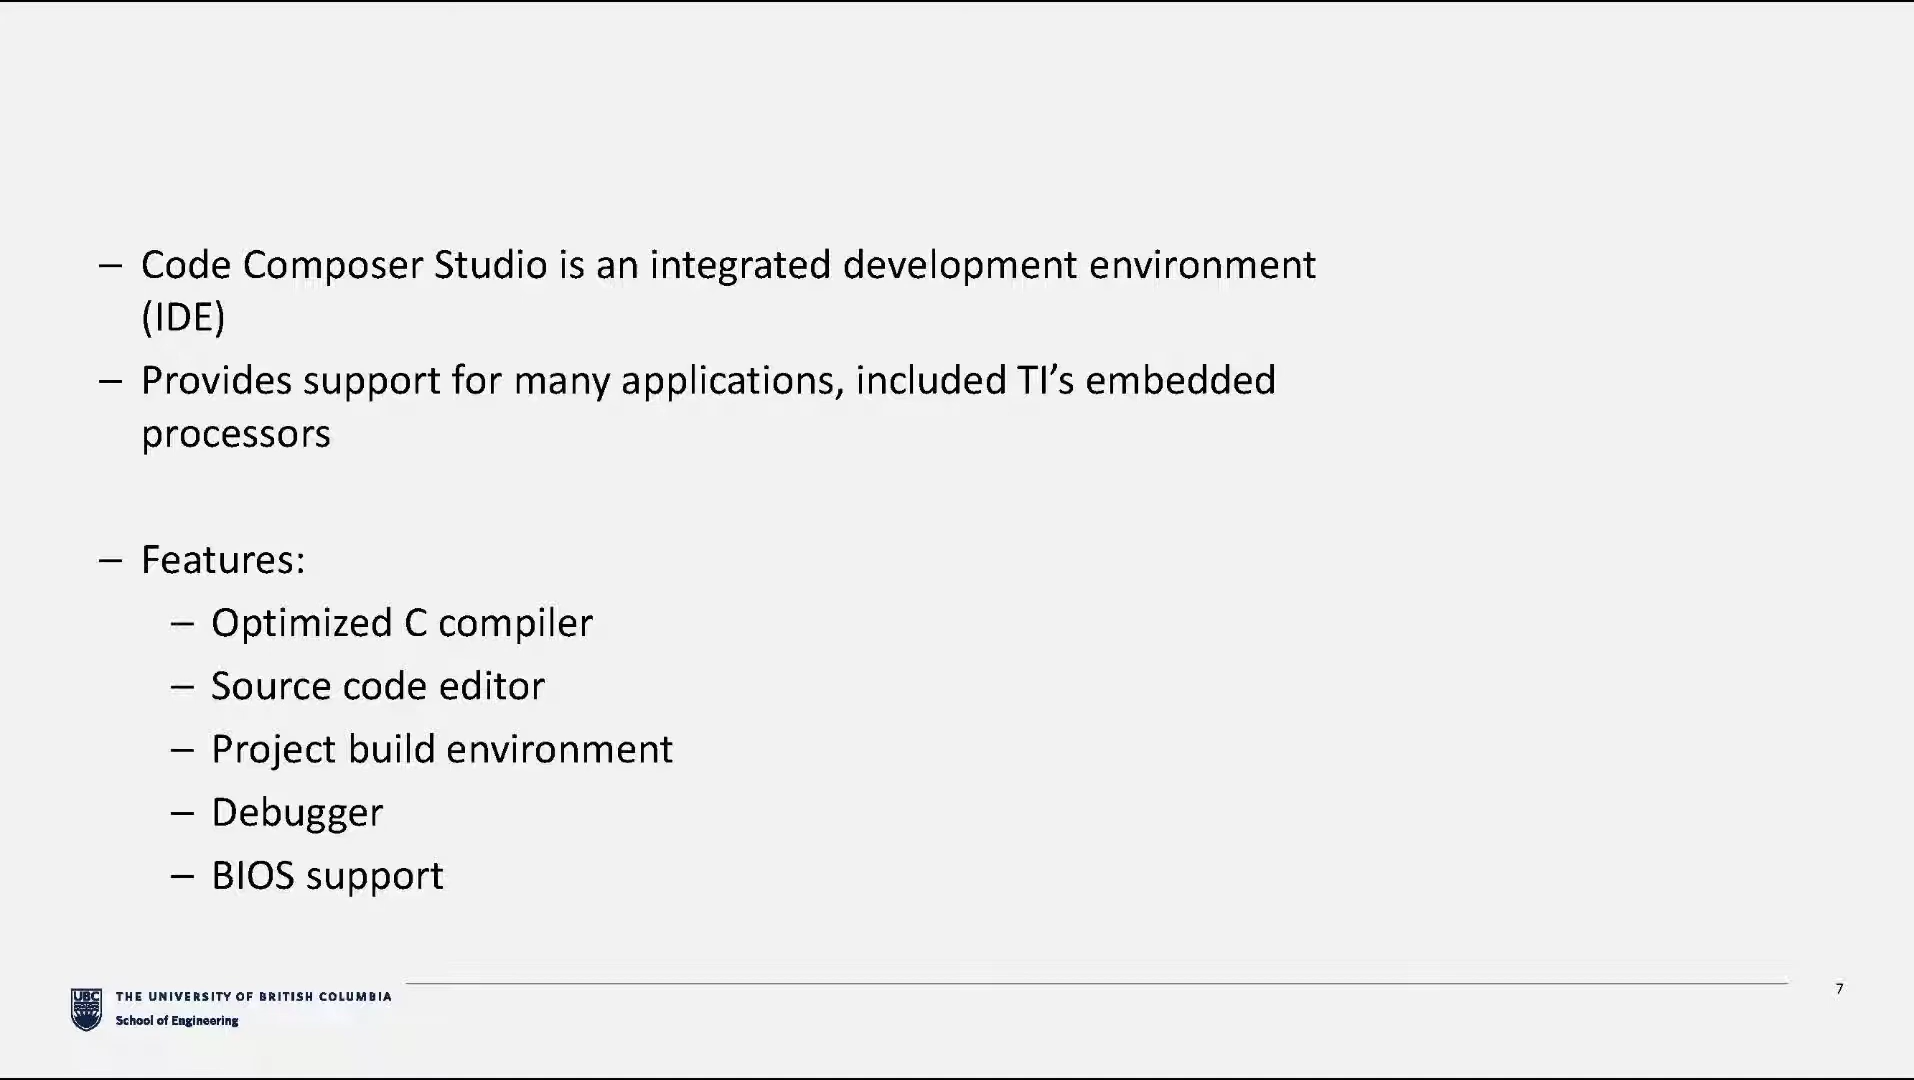 – Code Composer Studio is an integrated development environment
(IDE)
– Provides support for many applications, included TI’s embedded
processors
– Features:
– Optimized C compiler
– Source code editor
– Project build environment
– Debugger
– BIOS support
UBC
THE UNIVERSITY OF BRITISH COLUMBIA
School of Engineering
7